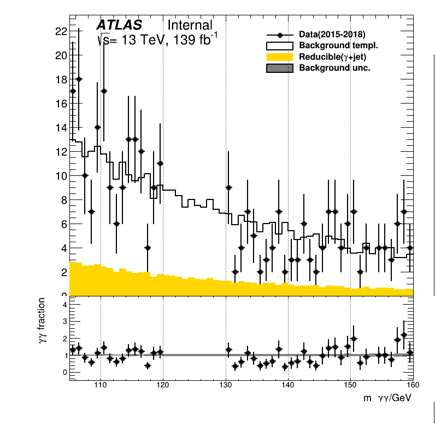 ATLAS Internal
√s= 13 TeV, 139 fb-1
Data(2015-2018)
Background templ.
Reducible(γ+jet)
Background unc.
22
20
18
16
14
12
10
8
6
4
2
0
γγ fraction
4
3
2
1
0
110 120 130 140 150 160
m γγ/GeV